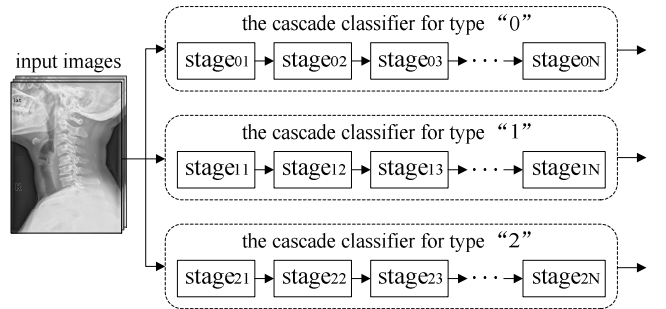 the cascade classifier for type “0”
stage01 stage02 stage03 ··· stage0N
input images
the cascade classifier for type “1”
stage11 stage12 stage13 ··· stage1N
the cascade classifier for type “2”
stage21 stage22 stage23 ··· stage2N